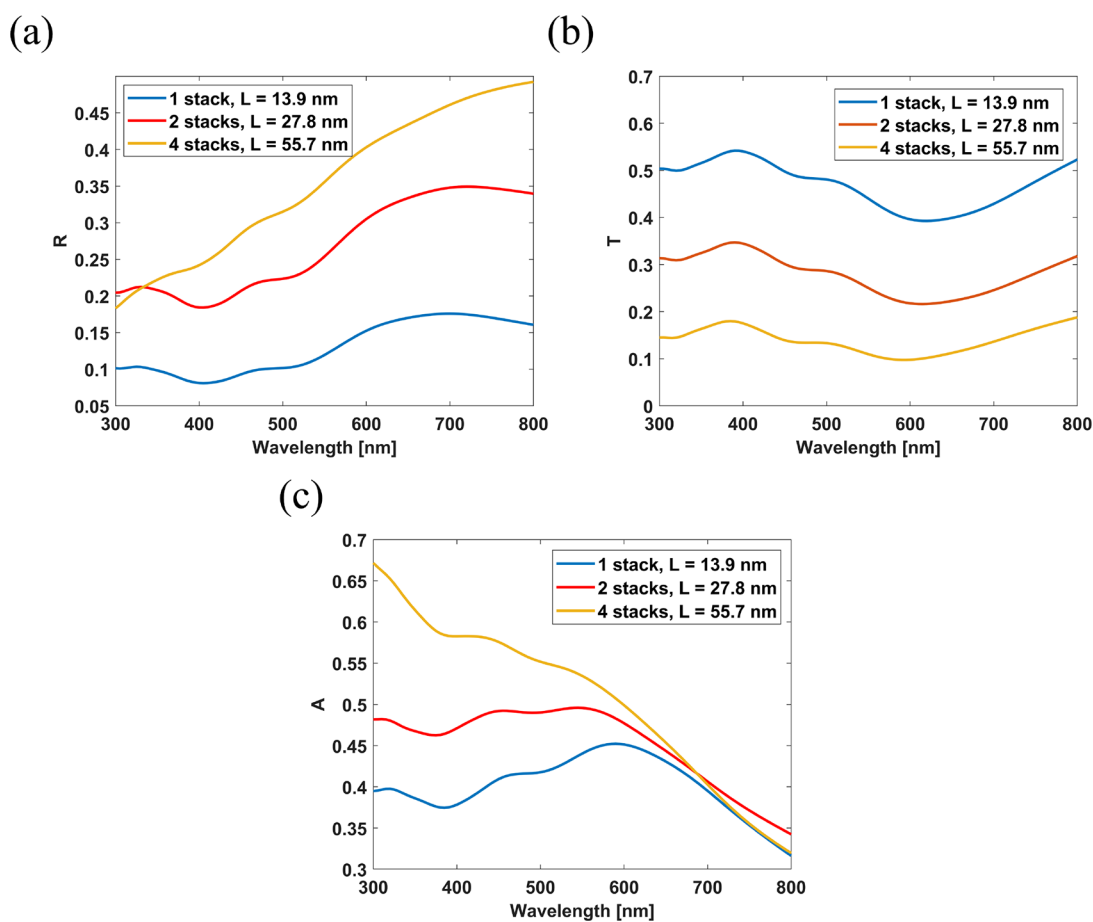 (a)
R
0.45
0.4
0.35
0.3
0.25
0.2
0.15
0.1
0.05
1 stack, L = 13.9 nm
2 stacks, L = 27.8 nm
4 stacks, L = 55.7 nm
300 400 500 600 700 800
Wavelength [nm]
(b)
T
0.7
0.6
0.5
0.4
0.3
0.2
0.1
0
1 stack, L = 13.9 nm
2 stacks, L = 27.8 nm
4 stacks, L = 55.7 nm
300 400 500 600 700 800
Wavelength [nm]
(c)
A
0.7
0.65
0.6
0.55
0.5
0.45
0.4
0.35
0.3
1 stack, L = 13.9 nm
2 stacks, L = 27.8 nm
4 stacks, L = 55.7 nm
300 400 500 600 700 800
Wavelength [nm]